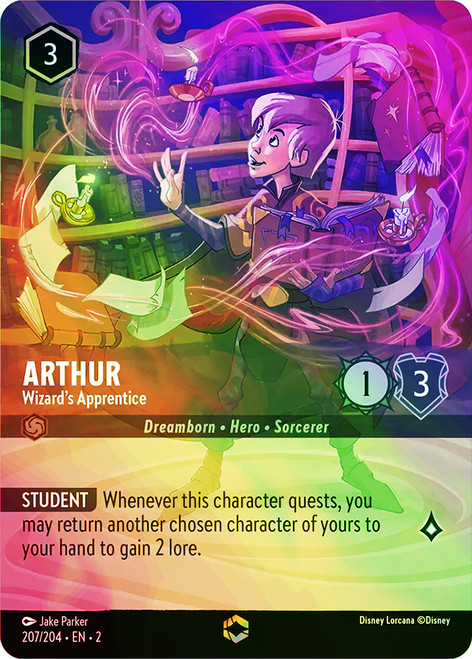 3
ARTHUR
Wizard's Apprentice
1 3
Dreamborn • Hero • Sorcerer
STUDENT Whenever this character quests, you
may return another chosen character of yours to
your hand to gain 2 lore.
Jake Parker
207/204 • EN • 2
Disney Lorcana ©Disney